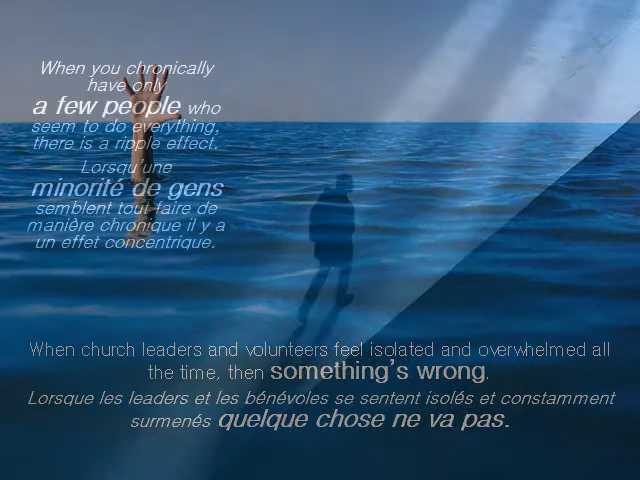 When you chronically
have only
a few people who
seem to do everything,
there is a ripple effect.
Lorsqu'une
minorité de gens
semblent tout faire de
manière chronique il y a
un effet concentrique.
When church leaders and volunteers feel isolated and overwhelmed all
the time, then something's wrong.
Lorsque les leaders et les bénévoles se sentent isolés et constamment
surmenés quelque chose ne va pas.